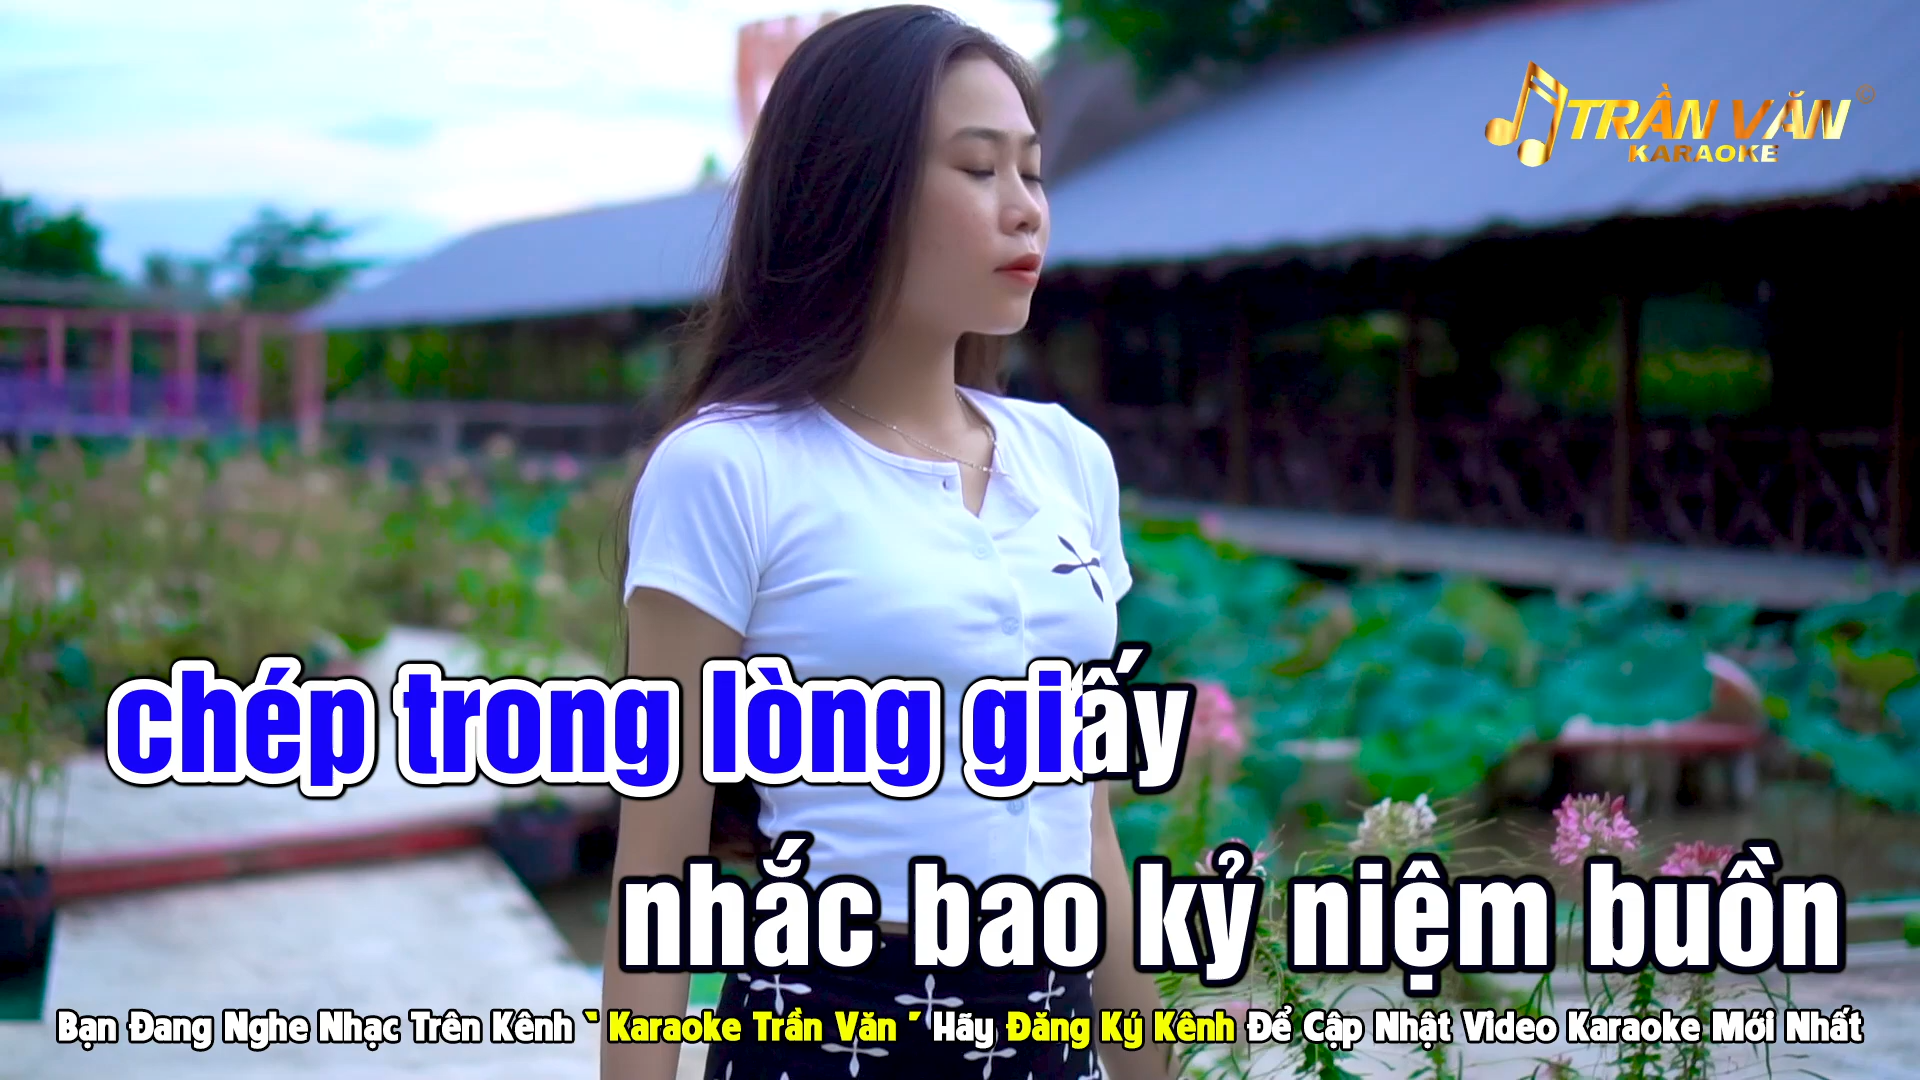 TRẦN VĂN ©
KARAOKE
chép trong lòng giấy
nhắc bao kỷ niệm buồn
Bạn Đang Nghe Nhạc Trên Kênh ` Karaoke Trần Văn ´ Hãy Đăng Ký Kênh Để Cập Nhật Video Karaoke Mới Nhất